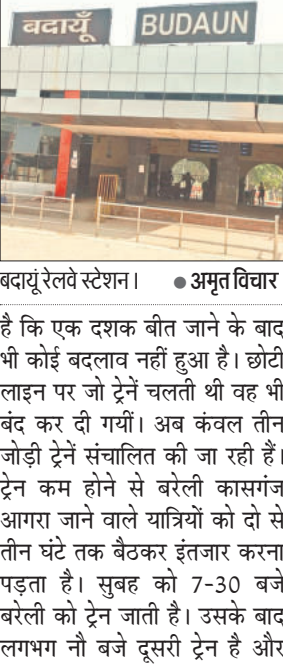 बदायूँ
BUDAUN
बदायूं रेलवे स्टेशन। ● अमृत विचार
है कि एक दशक बीत जाने के बाद
भी कोई बदलाव नहीं हुआ है। छोटी
लाइन पर जो ट्रेनें चलती थी वह भी
बंद कर दी गयीं। अब कंवल तीन
जोड़ी ट्रेनें संचालित की जा रही हैं।
ट्रेन कम होने से बरेली कासगंज
आगरा जाने वाले यात्रियों को दो से
तीन घंटे तक बैठकर इंतजार करना
पड़ता है। सुबह को 7-30 बजे
बरेली को ट्रेन जाती है। उसके बाद
लगभग नौ बजे दूसरी ट्रेन है और